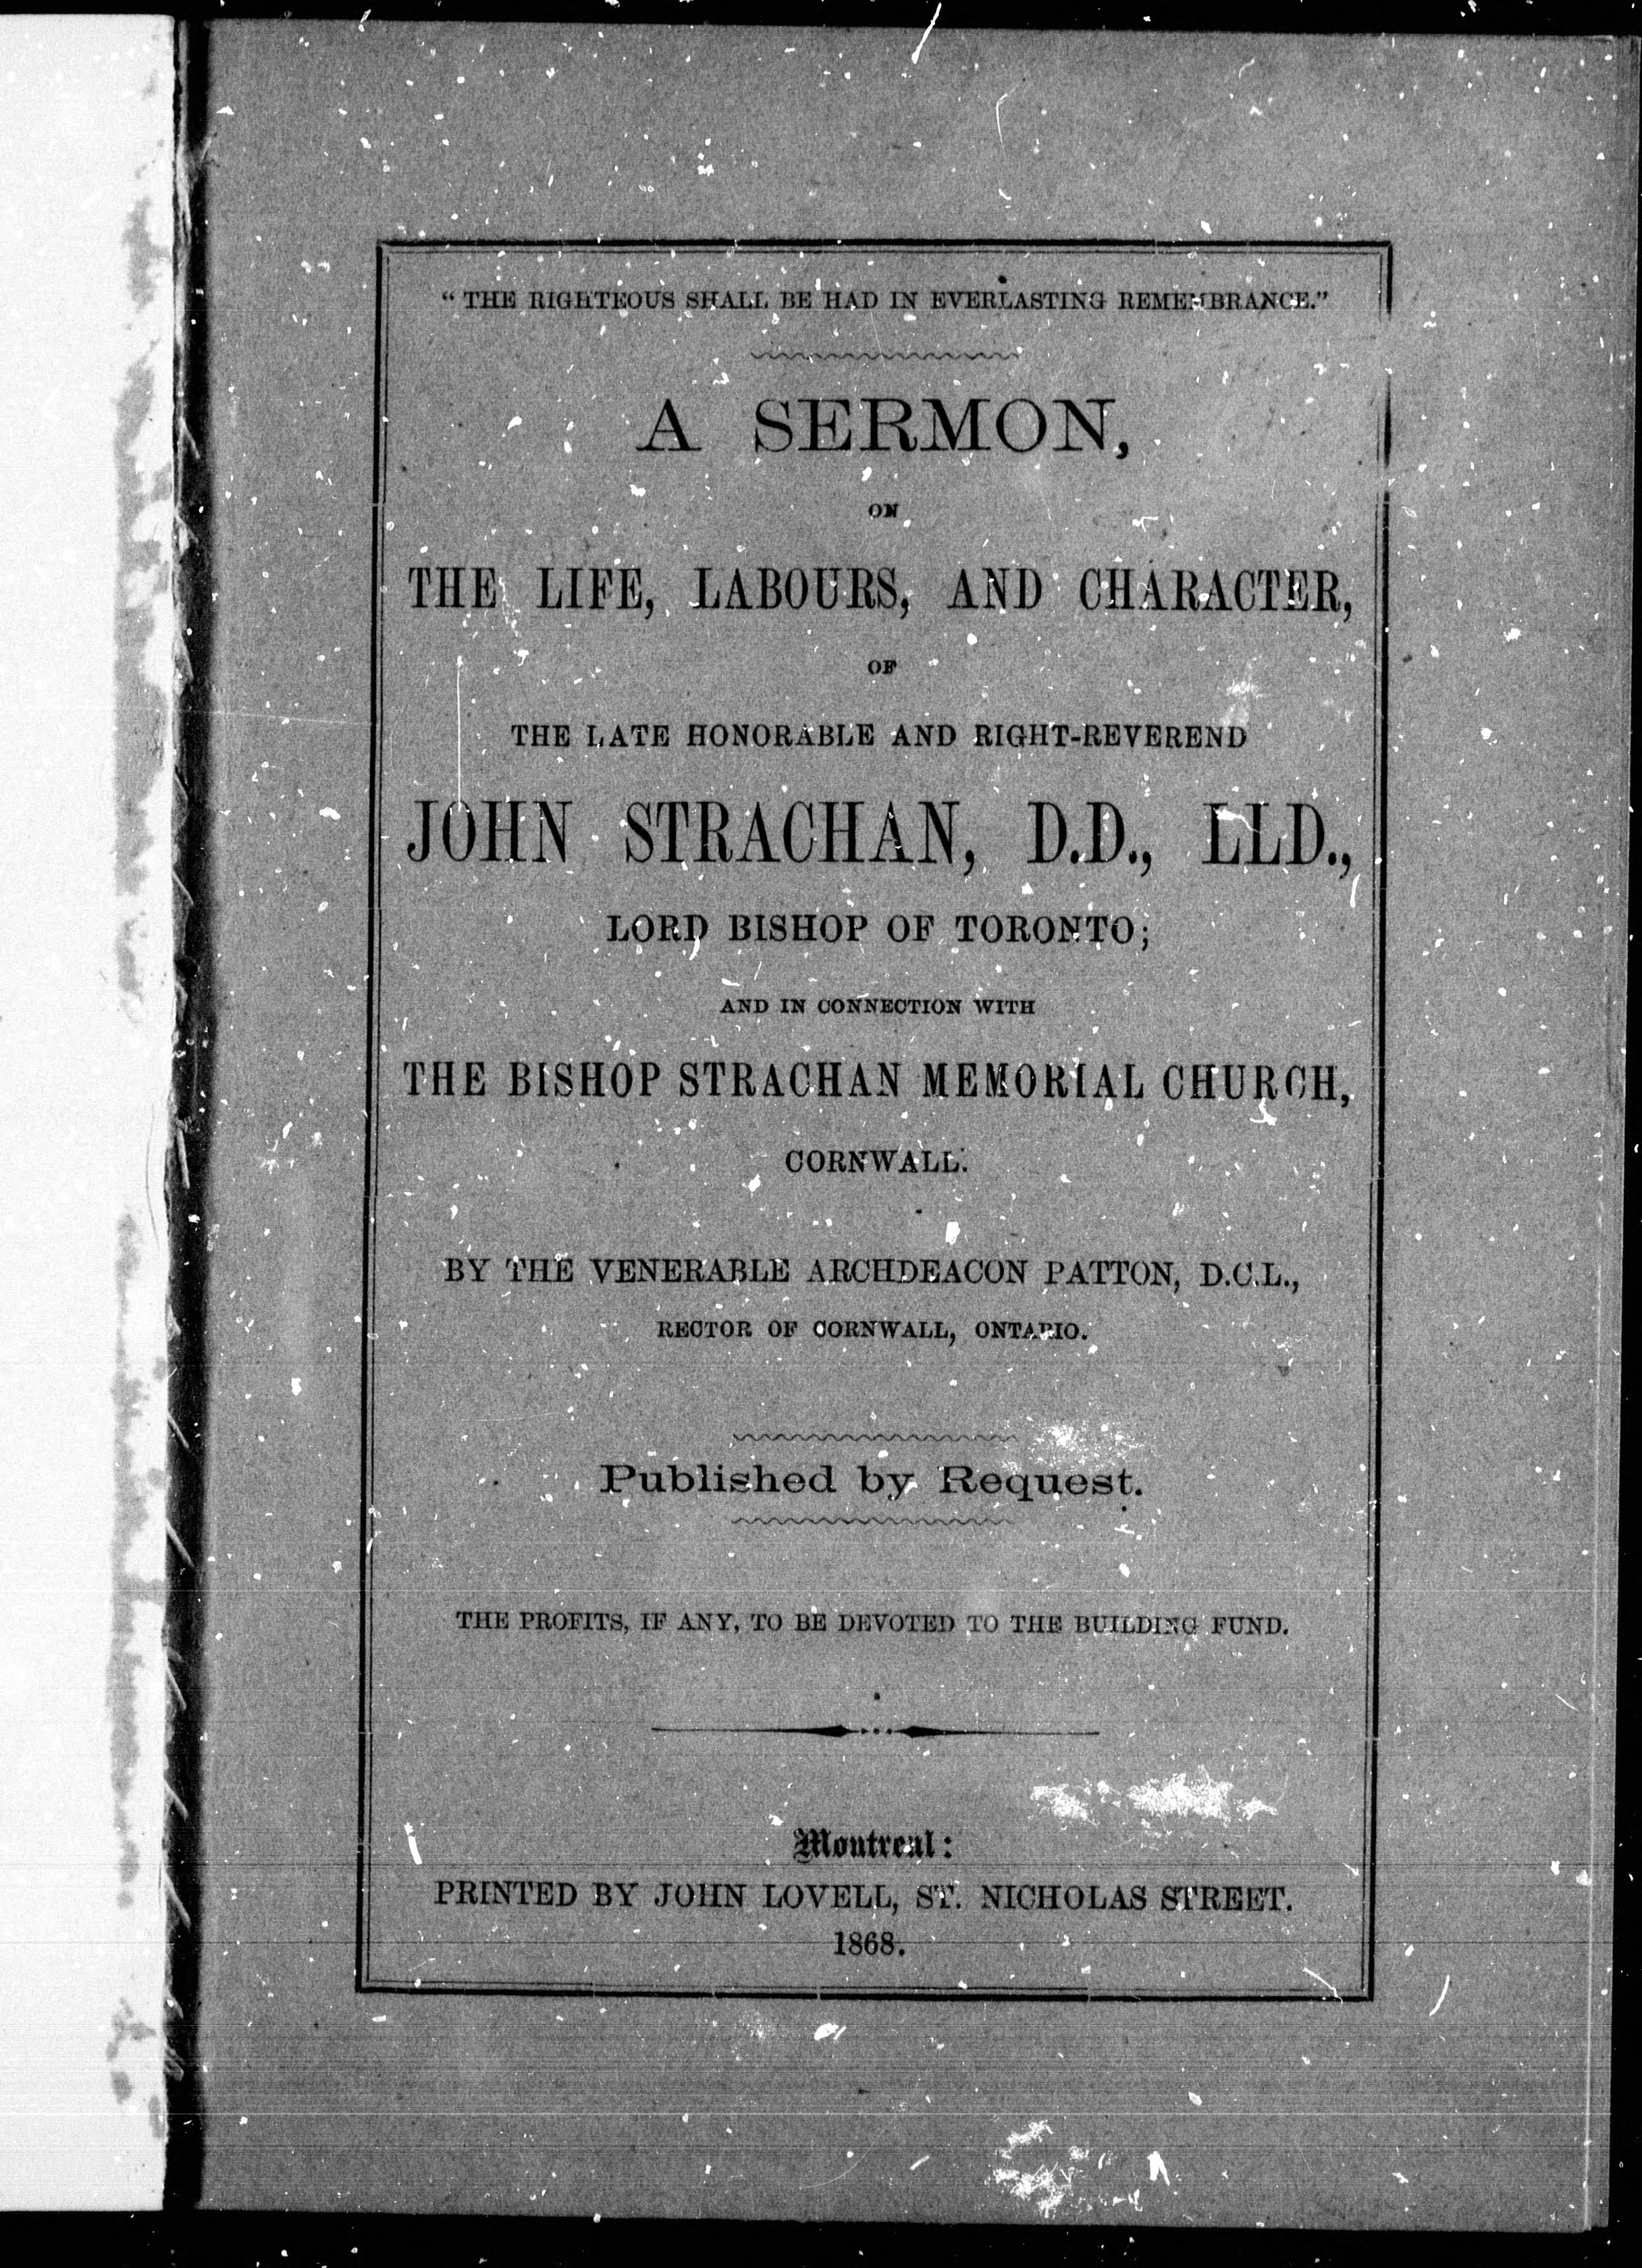 "THE RIGHTEOUS SHALL BE HAD IN EVERLASTING REMEMBRANCE."
A SERMON,
ON
THE LIFE, LABOURS, AND CHARACTER,
OF
THE LATE HONORABLE AND RIGHT-REVEREND
JOHN STRACHAN, D.D., LLD.,
LORD BISHOP OF TORONTO;
AND IN CONNECTION WITH
THE BISHOP STRACHAN MEMORIAL CHURCH,
CORNWALL.
BY THE VENERABLE ARCHDEACON PATTON, D.C.L.,
RECTOR OF CORNWALL, ONTARIO.
Published by Request.
THE PROFITS, IF ANY, TO BE DEVOTED TO THE BUILDING FUND.
Montreal:
PRINTED BY JOHN LOVELL, ST. NICHOLAS STREET.
1868.